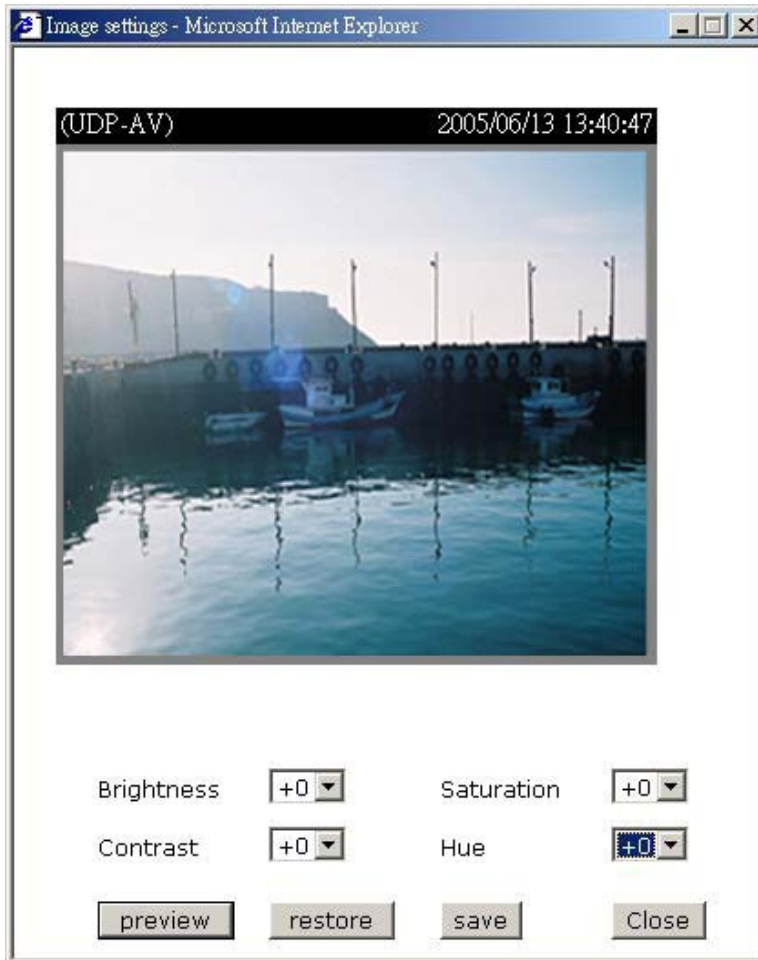 Image settings - Microsoft Internet Explorer
(UDP-AV) 2005/06/13 13:40:47
Brightness +0 Saturation +0
Contrast +0 Hue +0
preview restore save Close